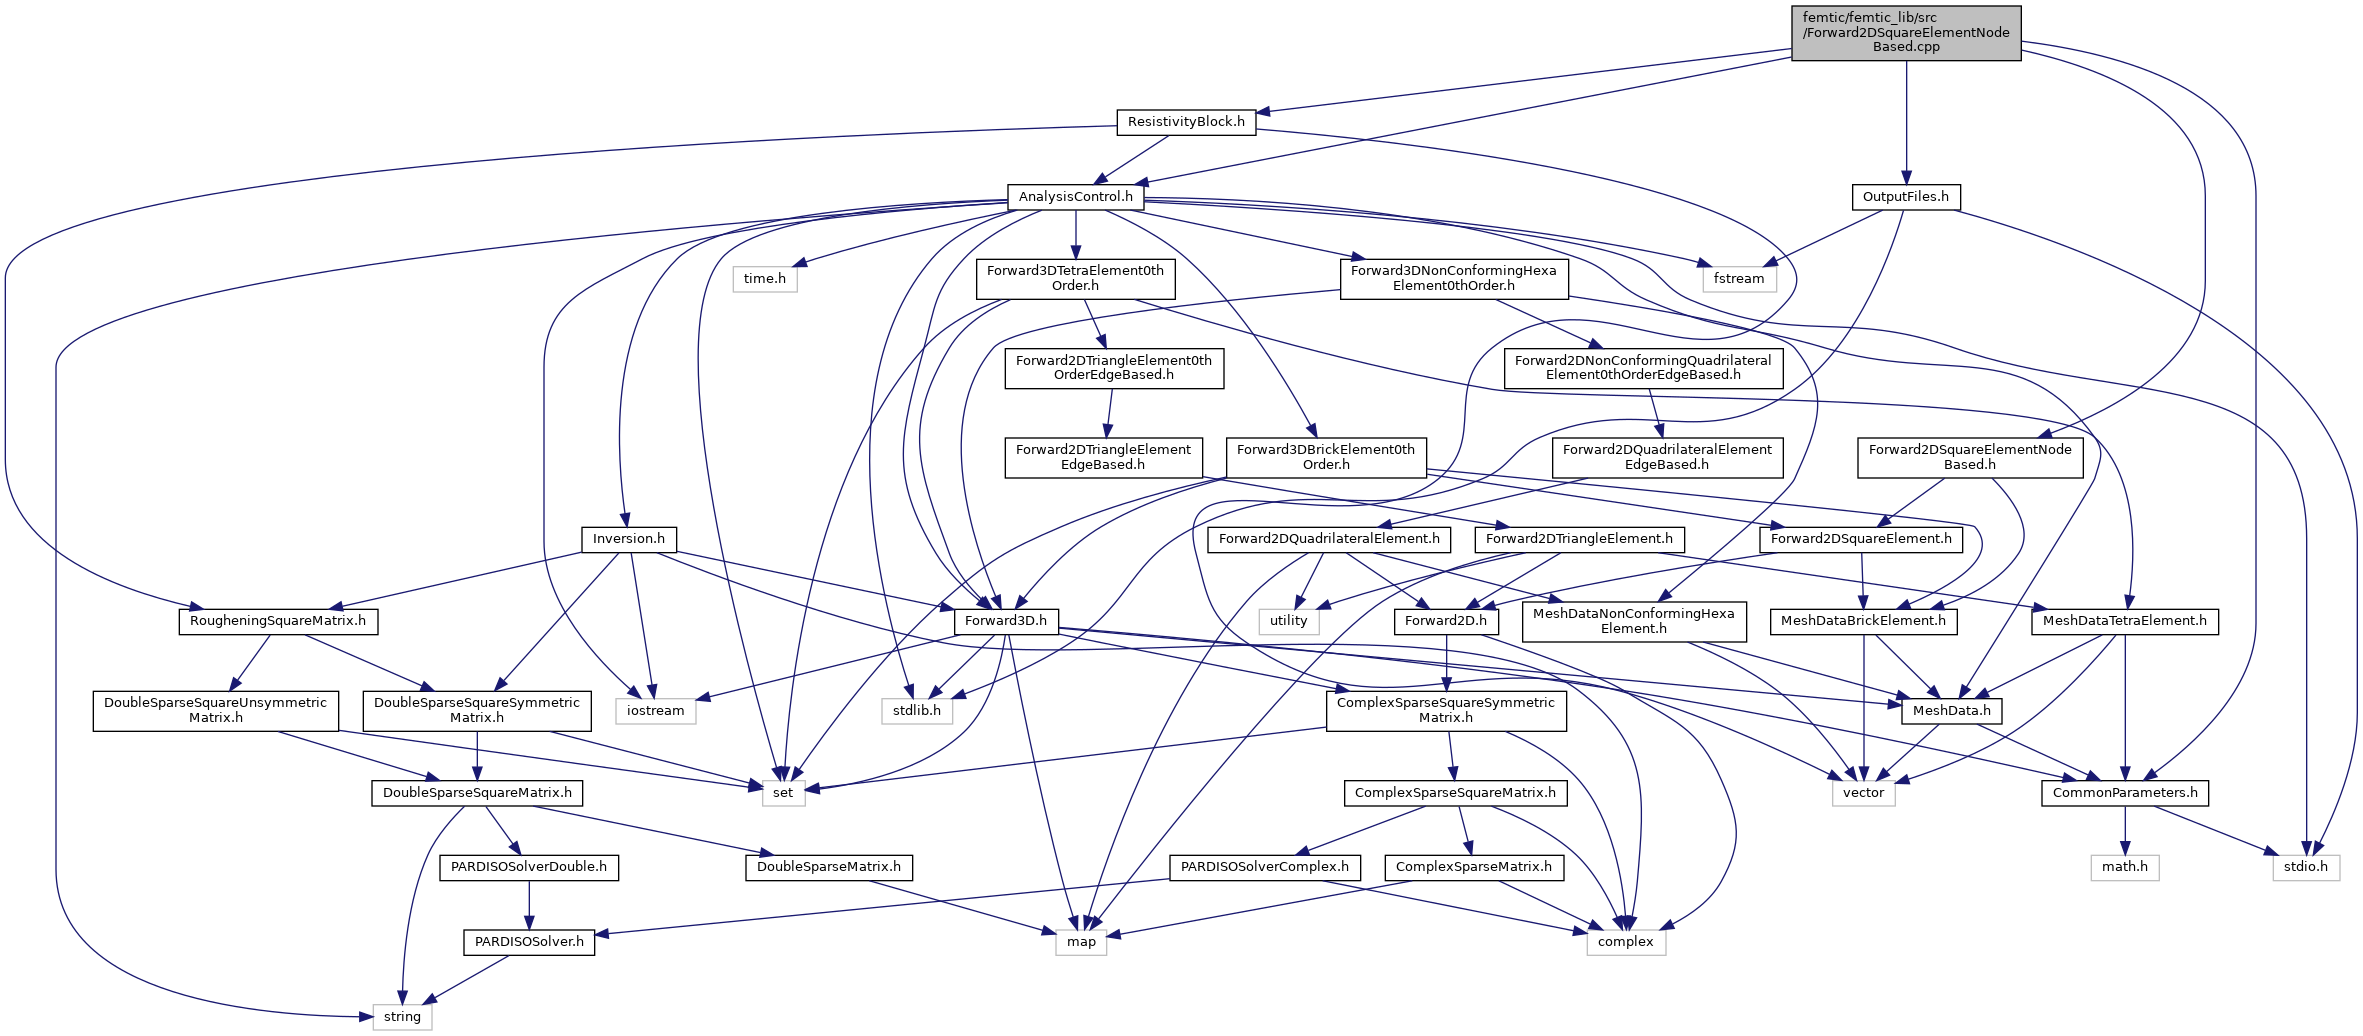 femtic/femtic_lib/src
/Forward2DSquareElementNode
Based.cpp
ResistivityBlock.h
AnalysisControl.h
OutputFiles.h
time.h
Forward3DTetraElement0th
Order.h
Forward3DNonConformingHexa
Element0thOrder.h
fstream
Forward2DTriangleElement0th
OrderEdgeBased.h
Forward2DNonConformingQuadrilateral
Element0thOrderEdgeBased.h
Forward2DTriangleElement
EdgeBased.h
Forward3DBrickElement0th
Order.h
Forward2DQuadrilateralElement
EdgeBased.h
Forward2DSquareElementNode
Based.h
Inversion.h
Forward2DQuadrilateralElement.h
Forward2DTriangleElement.h
Forward2DSquareElement.h
RougheningSquareMatrix.h
Forward3D.h
utility
Forward2D.h
MeshDataNonConformingHexa
Element.h
MeshDataBrickElement.h
MeshDataTetraElement.h
DoubleSparseSquareUnsymmetric
Matrix.h
DoubleSparseSquareSymmetric
Matrix.h
iostream
stdlib.h
ComplexSparseSquareSymmetric
Matrix.h
MeshData.h
DoubleSparseSquareMatrix.h
set
ComplexSparseSquareMatrix.h
vector
CommonParameters.h
PARDISOSolverDouble.h
DoubleSparseMatrix.h
PARDISOSolverComplex.h
ComplexSparseMatrix.h
math.h
stdio.h
PARDISOSolver.h
map
complex
string